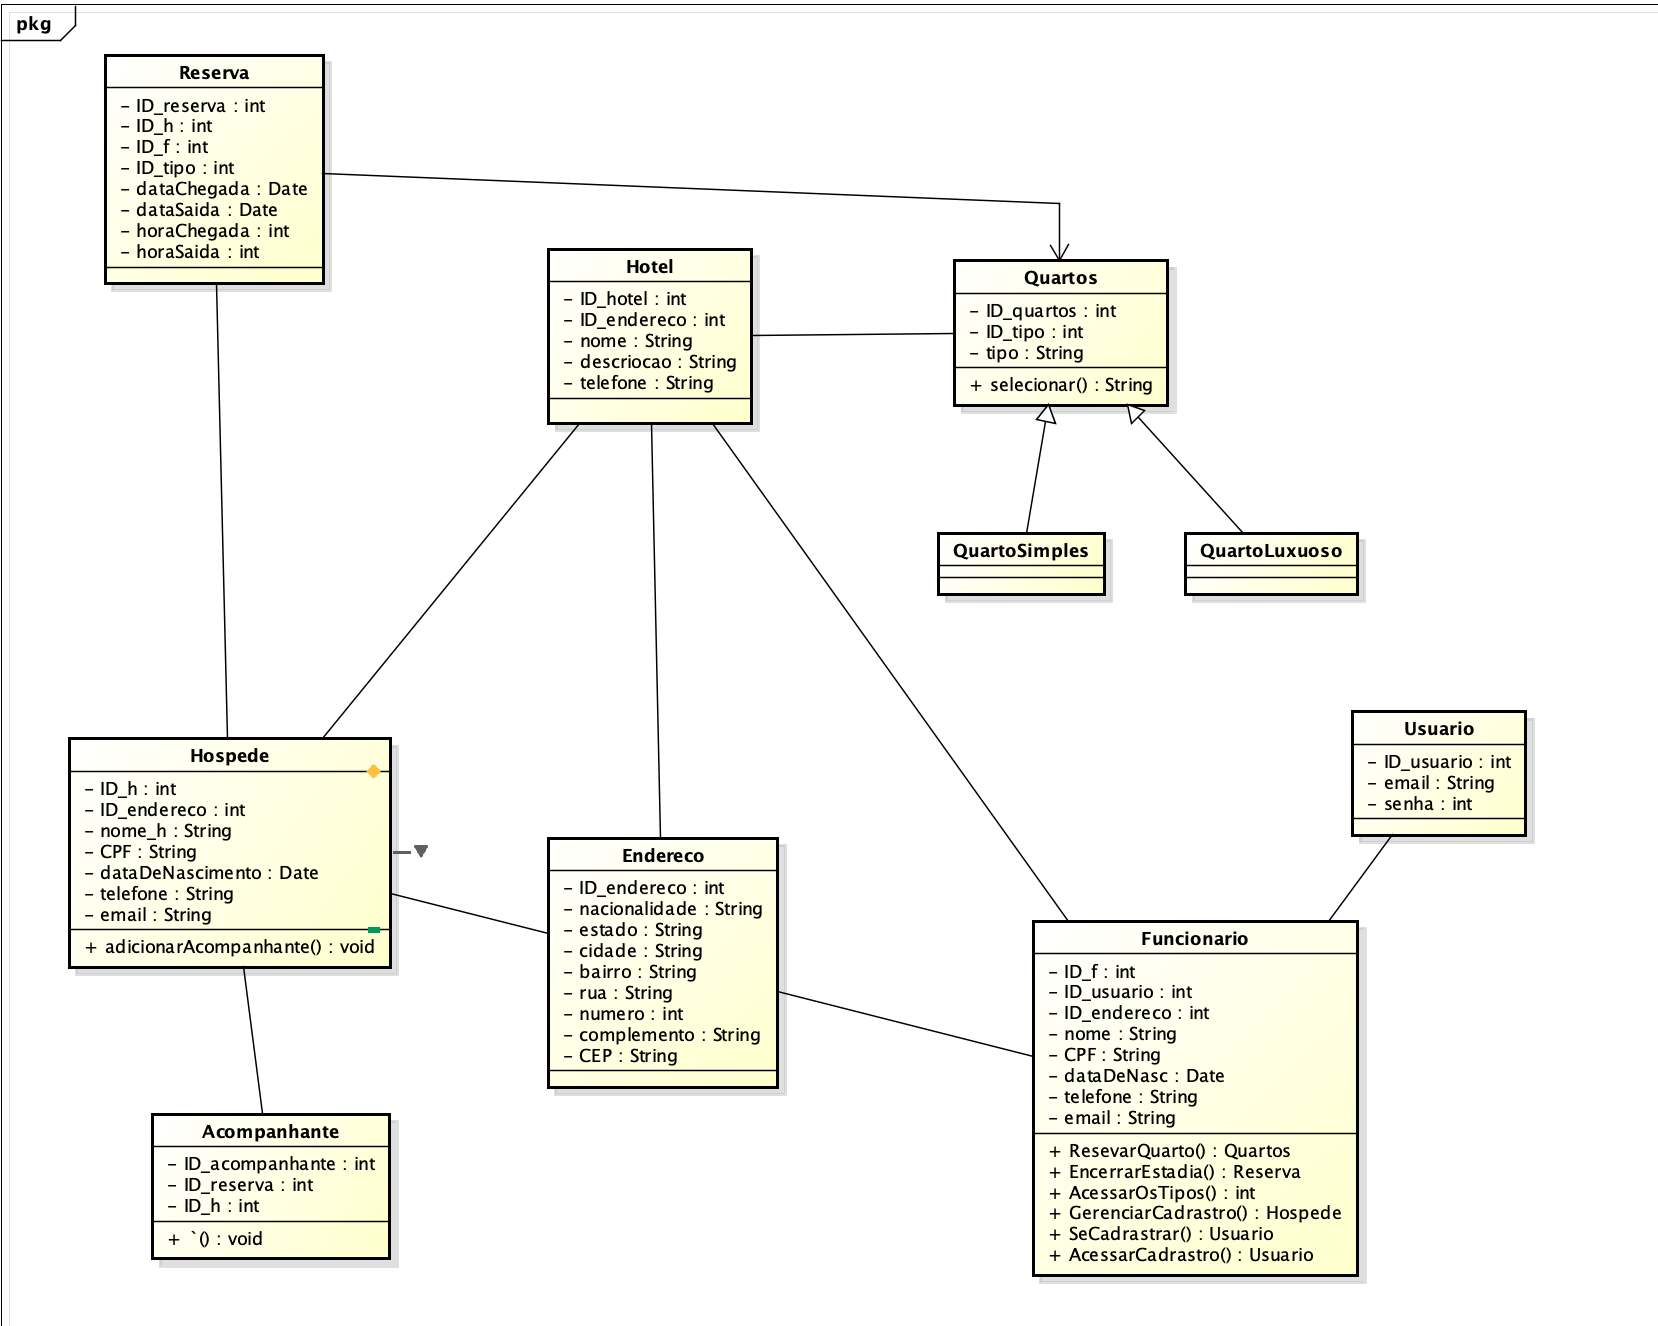 pkg
Reserva
- ID_reserva : int
- ID_h : int
- ID_f : int
- ID_tipo : int
- dataChegada : Date
- dataSaida : Date
- horaChegada : int
- horaSaida : int
Hotel
- ID_hotel : int
- ID_endereco : int
- nome : String
- descriocao : String
- telefone : String
Quartos
- ID_quartos : int
- ID_tipo : int
- tipo : String
+ selecionar() : String
QuartoSimples
QuartoLuxuoso
Hospede
- ID_h : int
- ID_endereco : int
- nome_h : String
- CPF : String
- dataDeNascimento : Date
- telefone : String
- email : String
+ adicionarAcompanhante() : void
Endereco
- ID_endereco : int
- nacionalidade : String
- estado : String
- cidade : String
- bairro : String
- rua : String
- numero : int
- complemento : String
- CEP : String
Usuario
- ID_usuario : int
- email : String
- senha : int
Funcionario
- ID_f : int
- ID_usuario : int
- ID_endereco : int
- nome : String
- CPF : String
- dataDeNasc : Date
- telefone : String
- email : String
+ ResevarQuarto() : Quartos
+ EncerrarEstadia() : Reserva
+ AcessarOsTipos() : int
+ GerenciarCadrastro() : Hospede
+ SeCadrastrar() : Usuario
+ AcessarCadrastro() : Usuario
Acompanhante
- ID_acompanhante : int
- ID_reserva : int
- ID_h : int
+ `() : void